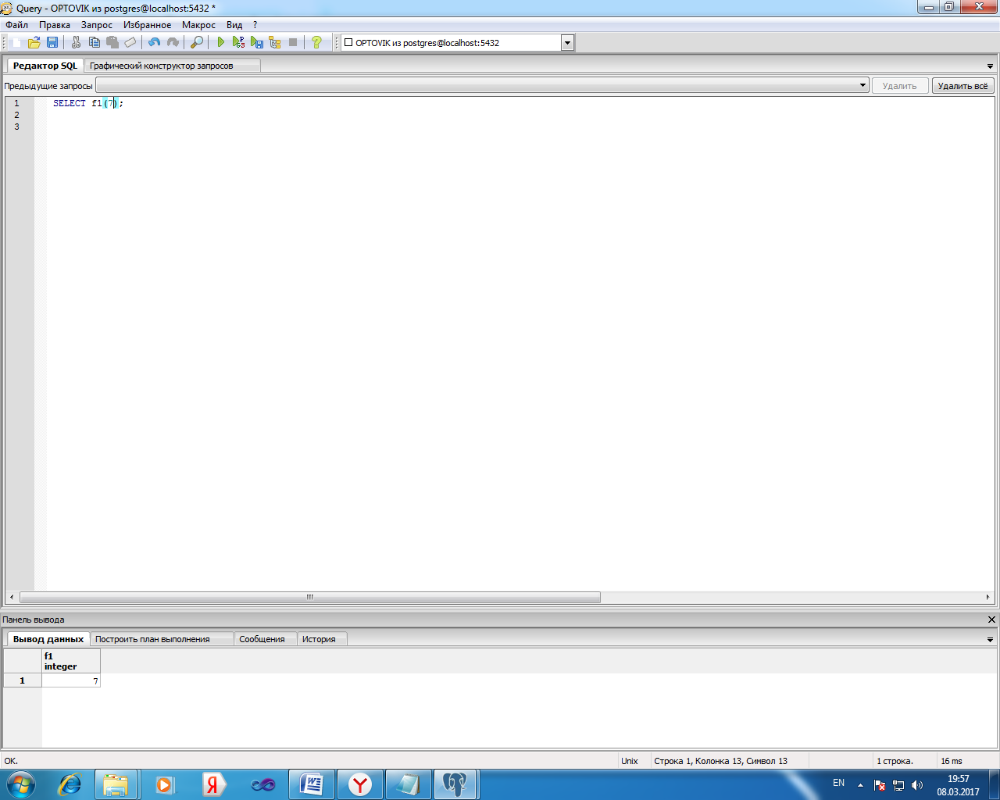 Query - OPTOVIK из postgres@localhost:5432 *
Файл Правка Запрос Избранное Макрос Вид ?
OPTOVIK из postgres@localhost:5432
Редактор SQL Графический конструктор запросов
Предыдущие запросы Удалить Удалить всё
1 SELECT f1(7);
2
3
Панель вывода
Вывод данных Построить план выполнения Сообщения История
f1
integer
1 7
OK. Unix Строка 1, Колонка 13, Символ 13 1 строка. 16 ms
EN 19:57
08.03.2017